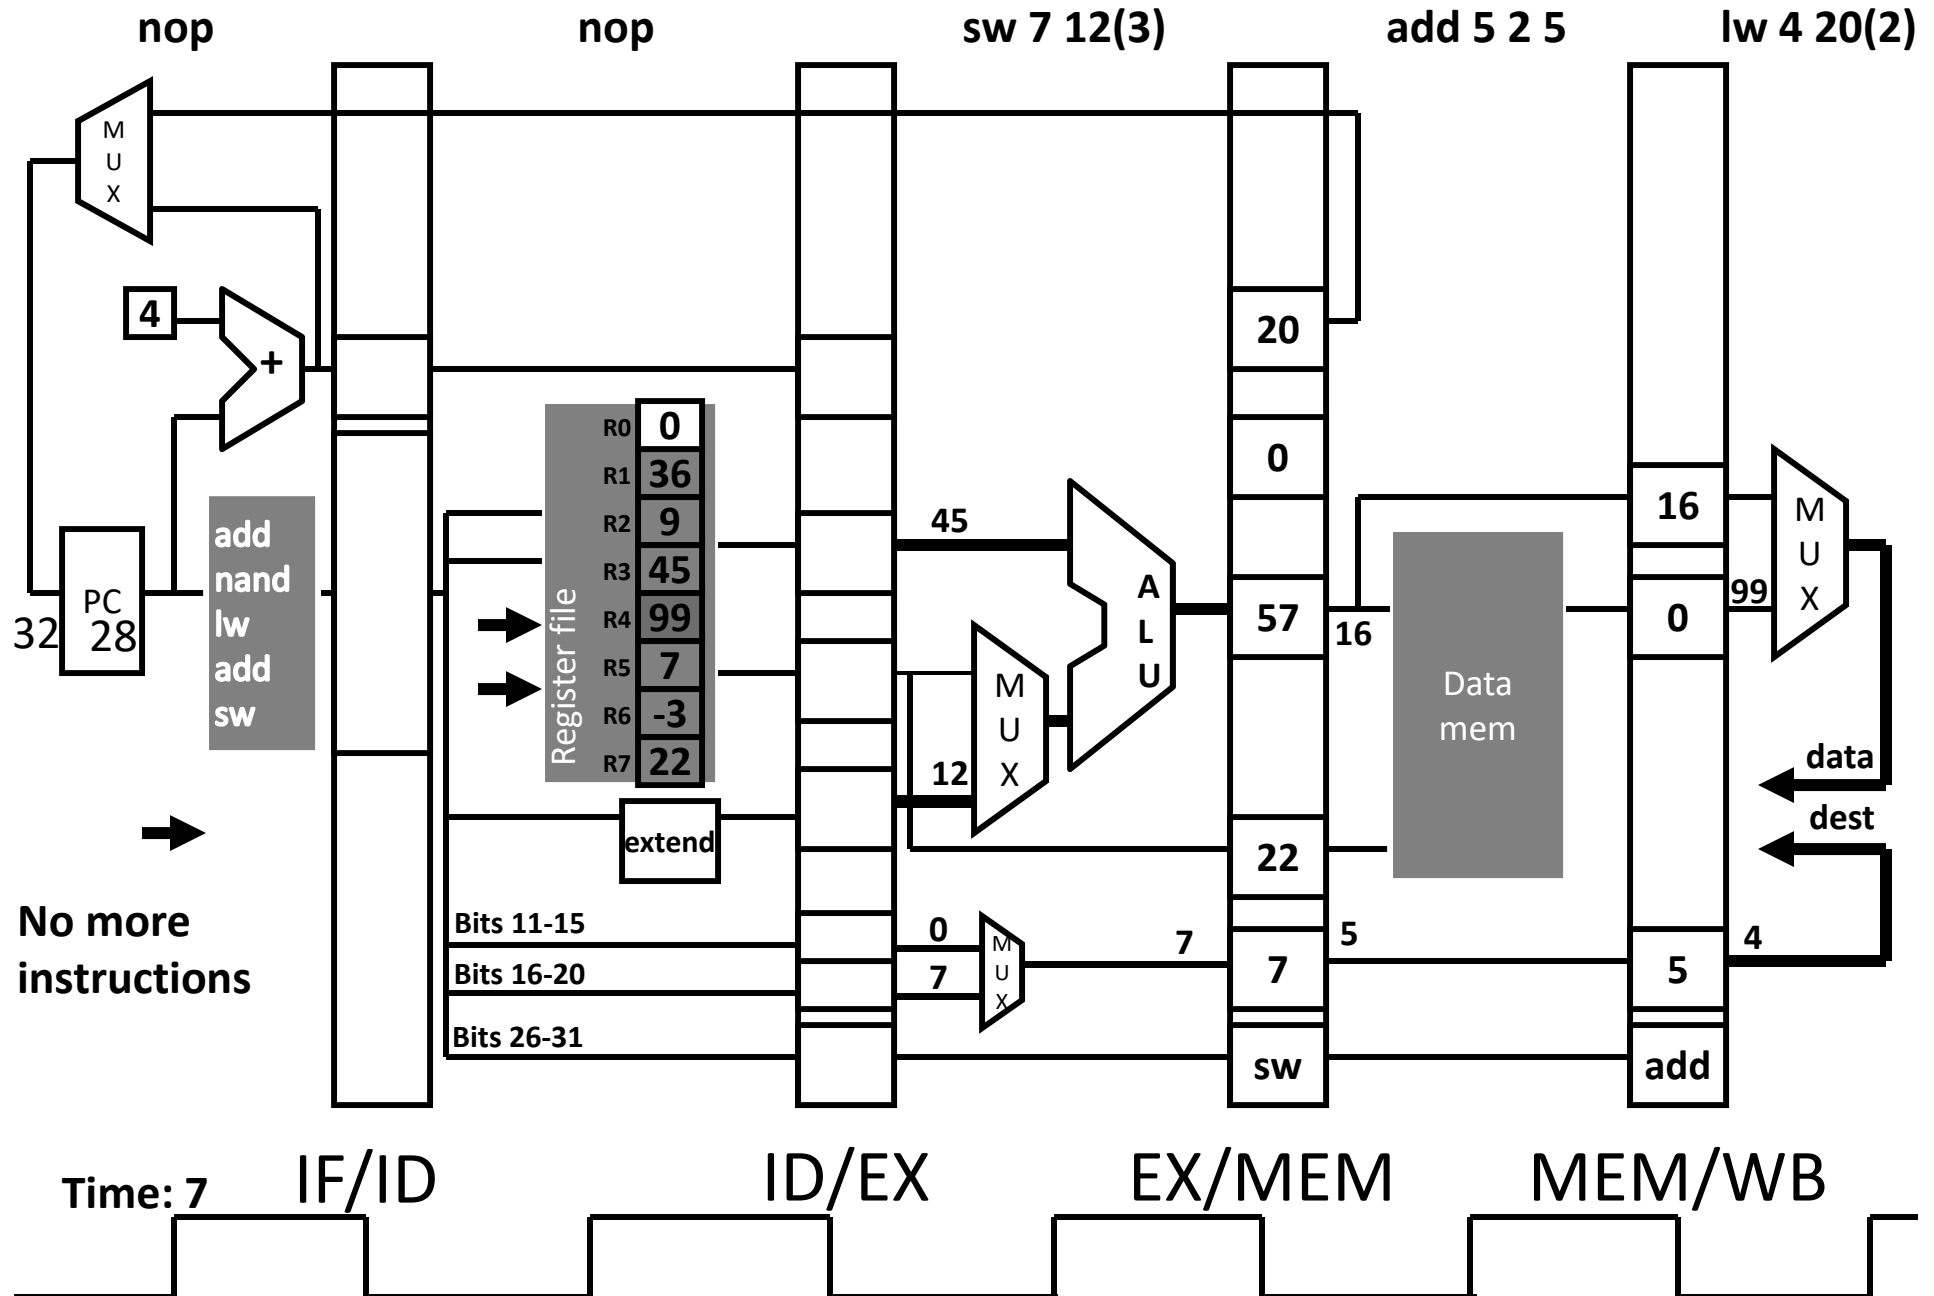 nop
nop
sw 7 12(3)
add 5 2 5
lw 4 20(2)
M
U
X
4
+
20
0
R0 0
R1 36
R2 9
R3 45
R4 99
R5 7
R6 -3
R7 22
Register file
add
nand
lw
add
sw
PC
32
28
45
12
M
U
X
A
L
U
57
16
Data
mem
16
0
99
M
U
X
data
dest
extend
22
No more
instructions
Bits 11-15
Bits 16-20
Bits 26-31
0
7
M
U
X
7
7
5
5
4
sw
add
Time: 7
IF/ID
ID/EX
EX/MEM
MEM/WB